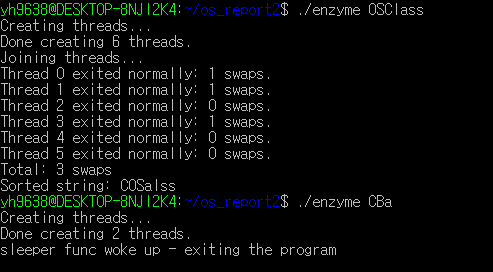 yh9638@DESKTOP-8NJI2K4:~/os_report2$ ./enzyme OSClass
Creating threads...
Done creating 6 threads.
Joining threads...
Thread 0 exited normally: 1 swaps.
Thread 1 exited normally: 1 swaps.
Thread 2 exited normally: 0 swaps.
Thread 3 exited normally: 1 swaps.
Thread 4 exited normally: 0 swaps.
Thread 5 exited normally: 0 swaps.
Total: 3 swaps
Sorted string: COSalss
yh9638@DESKTOP-8NJI2K4:~/os_report2$ ./enzyme CBa
Creating threads...
Done creating 2 threads.
sleeper func woke up - exiting the program